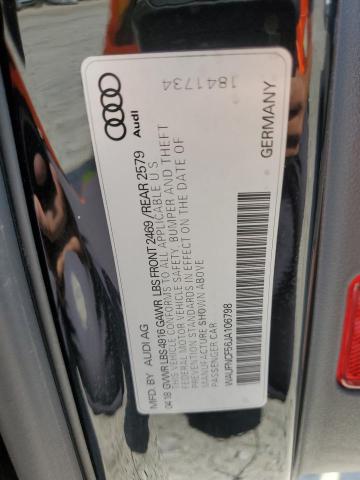 1841734
GERMANY
Audi
MFD. BY AUDI AG
04.18 GVWR LBS 4916 GAWR LBS FRONT 2469 /REAR 2579
THIS VEHICLE CONFORMS TO ALL APPLICABLE U S
FEDERAL MOTOR VEHICLE SAFETY, BUMPER AND THEFT
PREVENTION STANDARDS IN EFFECT ON THE DATE OF
MANUFACTURE SHOWN ABOVE
PASSENGER CAR
WAUPNCF56JA106798